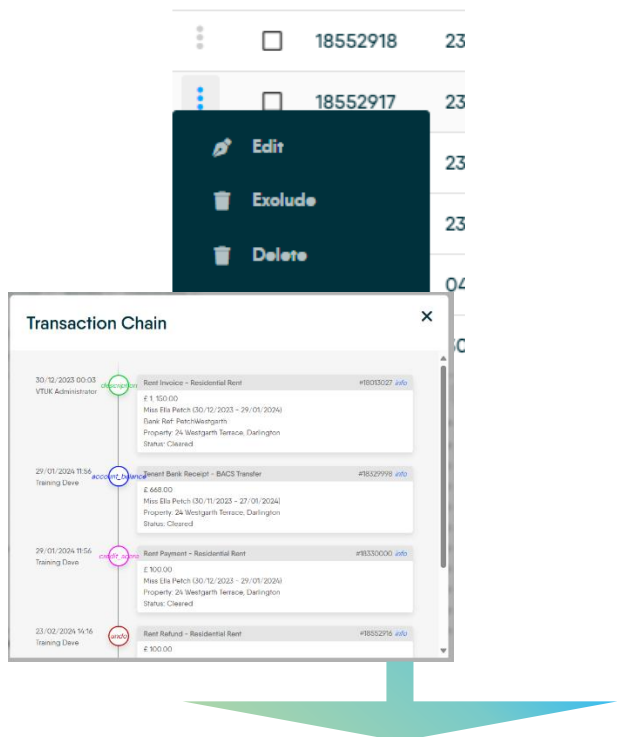 18552918 23
18552917 23
Edit
23
Exclude
23
Delete
04
Transaction Chain
30/12/2023 00:03
VTUK Administrator
description
Rent Invoice - Residential Rent #18013027 info
£ 1, 150.00
Miss Ella Petch (30/12/2023 - 29/01/2024)
Bank Ref: PetchWestgarth
Property: 24 Westgarth Terrace, Darlington
Status: Cleared
29/01/2024 11:56
Training Dave
account_balance
Tenent Bank Receipt - BACS Transfer #18329998 info
£ 668.00
Miss Ella Petch (30/11/2023 - 27/01/2024)
Property: 24 Westgarth Terrace, Darlington
Status: Cleared
29/01/2024 11:56
Training Dave
Rent Payment - Residential Rent #18330000 info
£ 100.00
Miss Ella Petch (30/12/2023 - 29/01/2024)
Property: 24 Westgarth Terrace, Darlington
Status: Cleared
23/02/2024 14:16
Training Dave
undo
Rent Refund - Residential Rent #18552916 info
£ 100.00